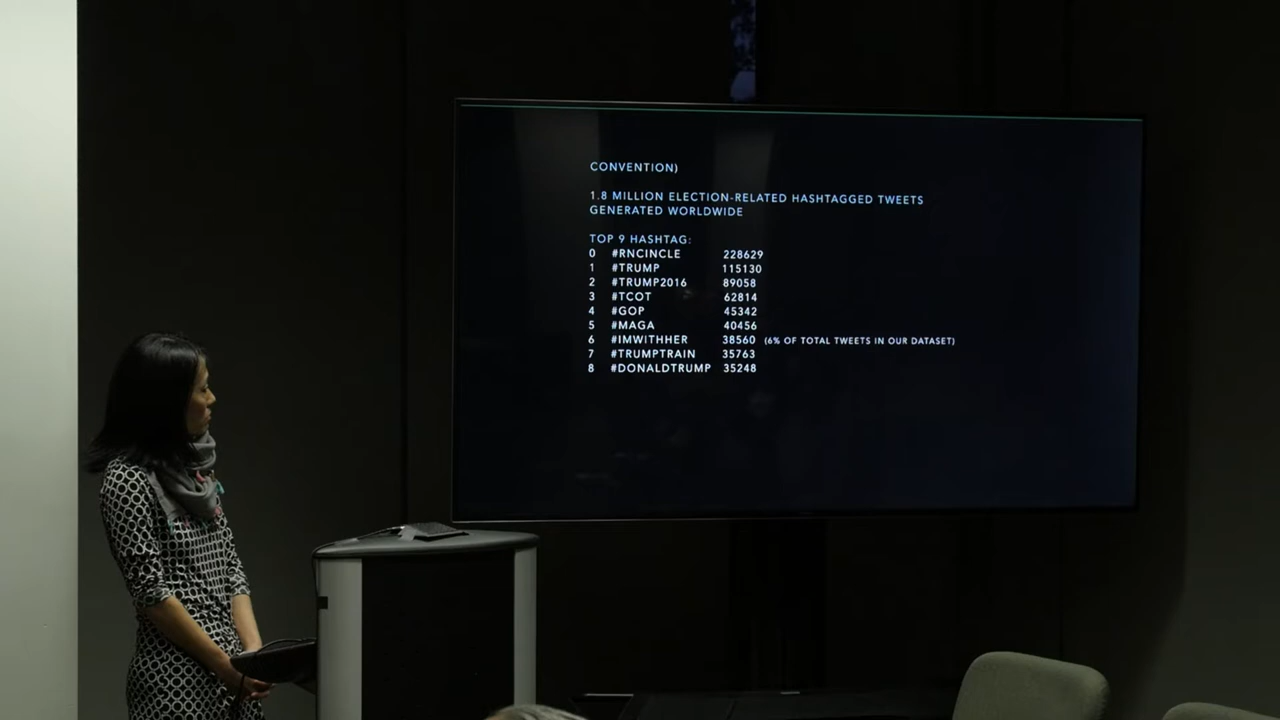 CONVENTION)
1.8 MILLION ELECTION-RELATED HASHTAGGED TWEETS
GENERATED WORLDWIDE
TOP 9 HASHTAG:
0 #RNCINCLE 228629
1 #TRUMP 115130
2 #TRUMP2016 89058
3 #TCOT 62814
4 #GOP 45342
5 #MAGA 40456
6 #IMWITHHER 38560 (6% OF TOTAL TWEETS IN OUR DATASET)
7 #TRUMPTRAIN 35763
8 #DONALDTRUMP 35248